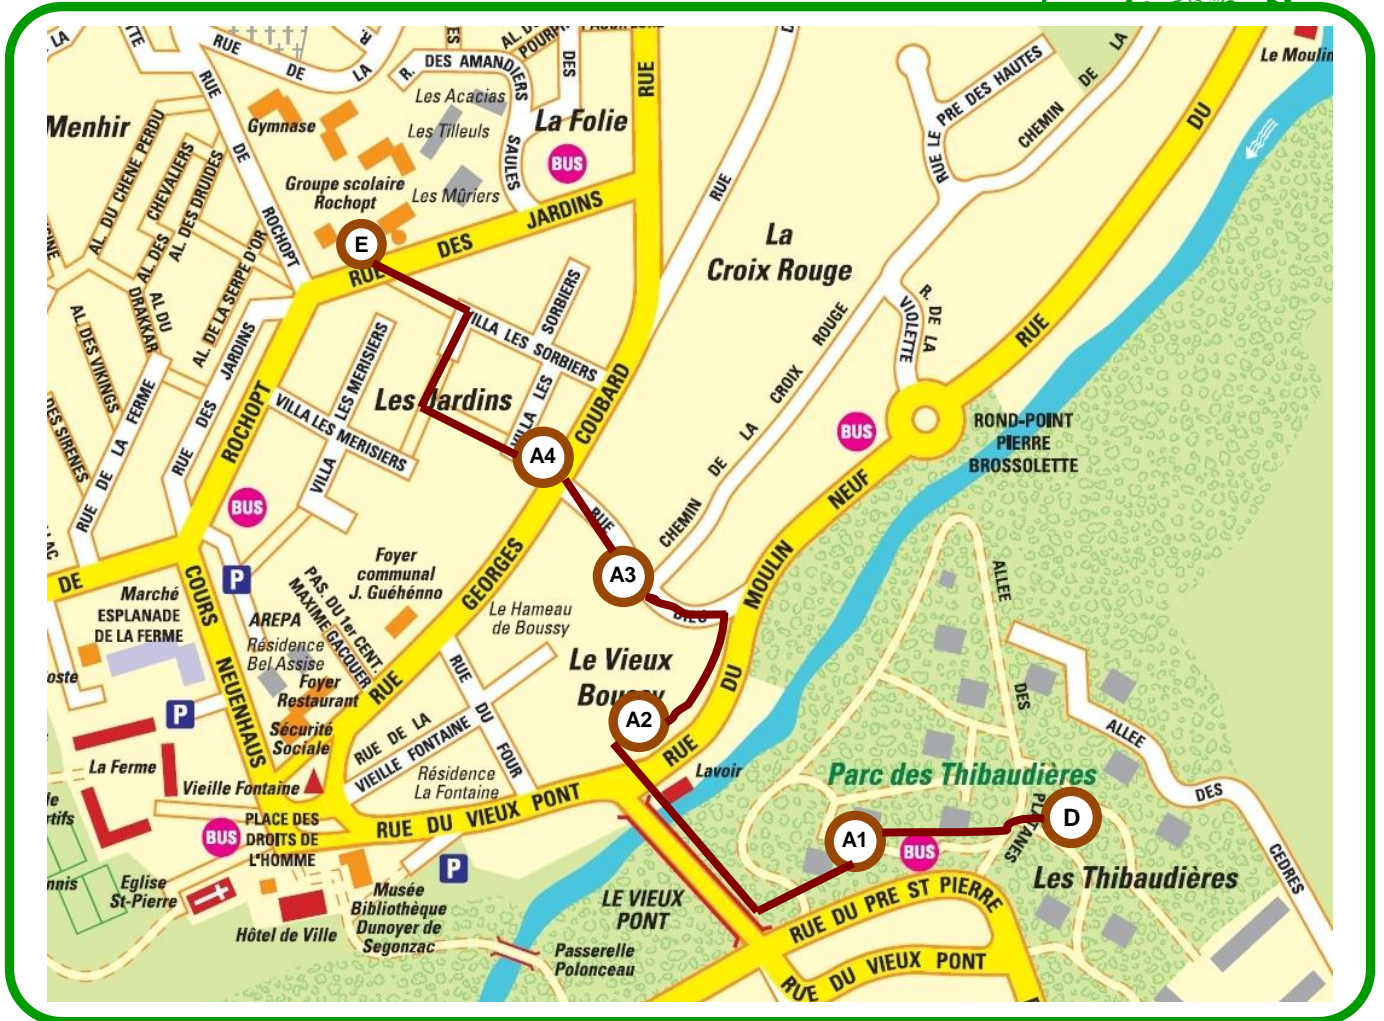 LA
RUE
DE
LA
R. DES AMANDIERS
DES
RUE
Le Moulin
PRE DES HAUTES
RUE LE
CHEMIN DE LA
RUE DU
Menhir
Gymnase
Les Acacias
Les Tilleuls
La Folie
BUS
SAULES
RUE DE ROCHOPT
AL. DU CHENE PERDU
AL. DES CHEVALIERS
AL. DES DRUIDES
Groupe scolaire
Rochopt
Les Mûriers
E
RUE DES JARDINS
RUE
La
Croix Rouge
AL. DES VIKINGS
AL. DU
DRAKKAR
AL. DE LA SERPE D'OR
RUE DES JARDINS
VILLA LES SORBIERS
VILLA LES SORBIERS
VILLA LES MERISIERS
VILLA LES MERISIERS
Les Jardins
R. DE LA
VIOLETTE
CHEMIN DE LA CROIX ROUGE
BUS
ROND-POINT
PIERRE
BROSSOLETTE
DES SIRENES
RUE DE LA FERME
ROCHOPT
A4
RUE GEORGES COUBARD
BUS
RUE DIEU
A3
RUE DU MOULIN NEUF
DE
P
COURS NEUENHAUS
Marché
ESPLANADE
DE LA FERME
PAS. DU 1er CENT.
MAXIME GACQUER
Foyer
communal
J. Guéhénno
AREPA
Résidence
Bel Assise
Foyer
Restaurant
Le Hameau
de Boussy
Le Vieux
Boussy
A2
ALLEE DES PLATANES
ALLEE DES CEDRES
P
Sécurité
Sociale
RUE DE LA
VIEILLE FONTAINE
RUE DU FOUR
Résidence
La Fontaine
La Ferme
Vieille Fontaine
Lavoir
Parc des Thibaudières
D
A1
BUS
BUS
PLACE DES
DROITS DE
L'HOMME
RUE DU VIEUX PONT
P
Eglise
St-Pierre
Hôtel de Ville
Musée
Bibliothèque
Dunoyer de
Segonzac
LE VIEUX
PONT
Passerelle
Polonceau
RUE DU PRE ST PIERRE
RUE DU VIEUX PONT
Les Thibaudières